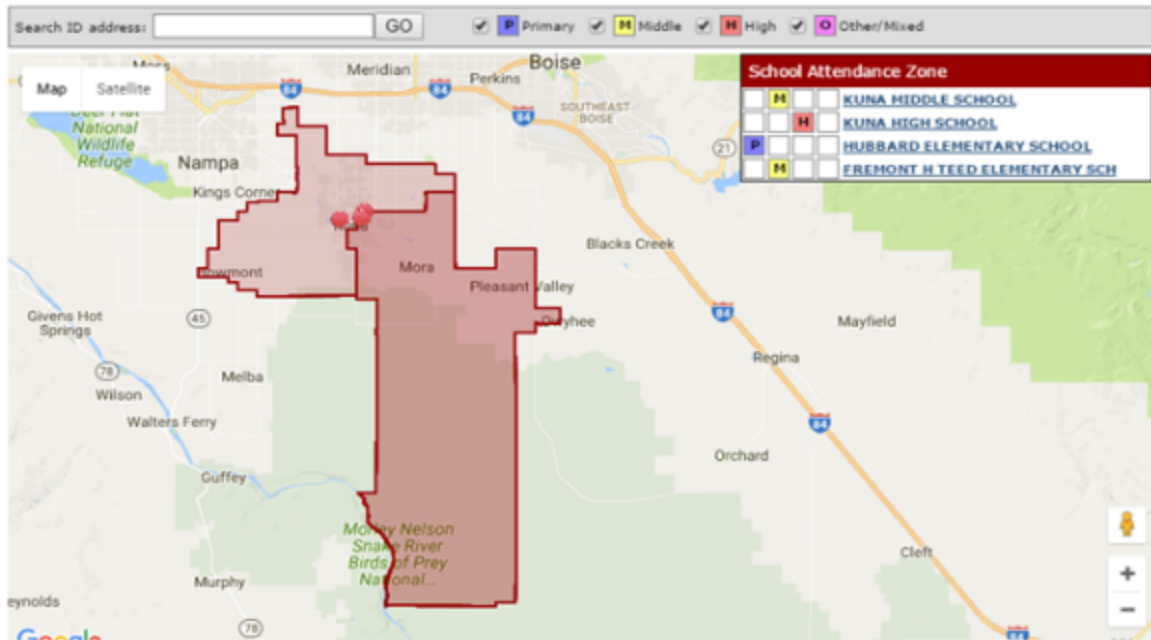 Search ID address: GO P Primary M Middle H High O Other/Mixed
Map Satellite
Meridian
Perkins
Boise
84
84
84
SOUTHEAST
BOISE
School Attendance Zone
M KUNA MIDDLE SCHOOL
H KUNA HIGH SCHOOL
P HUBBARD ELEMENTARY SCHOOL
M FREMONT H TEED ELEMENTARY SCH
Deer Flat
National
Wildlife
Refuge
Nampa
21
Kings Corner
Blacks Creek
Mora
Bowmont
Pleasant Valley
Owyhee
45
Givens Hot
Springs
84
Mayfield
Regina
78
Melba
Wilson
Walters Ferry
84
Orchard
Guffey
Morley Nelson
Snake River
Birds of Prey
National...
Cleft
Murphy
eynolds
78
84
Google
+
−